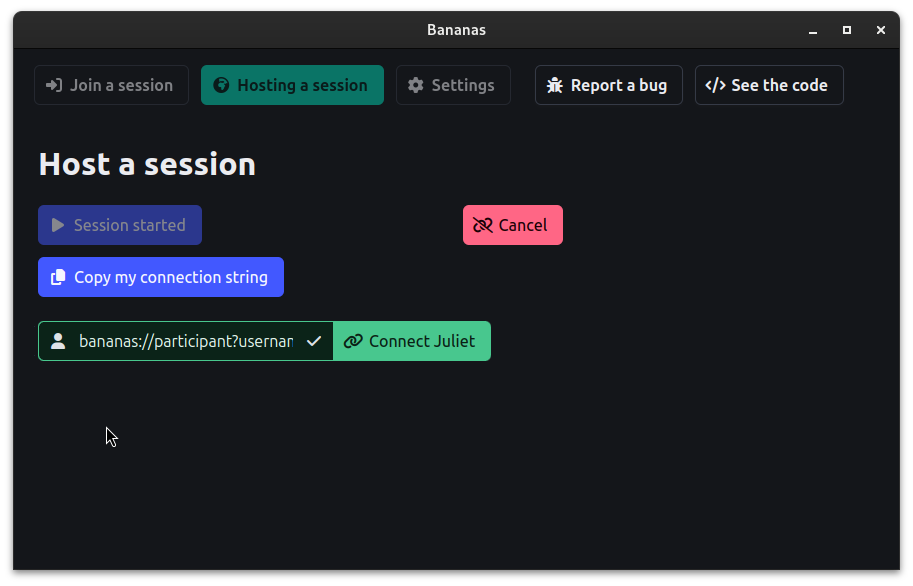 Bananas
Join a session Hosting a session Settings Report a bug See the code
Host a session
Session started Cancel
Copy my connection string
bananas://participant?usernan Connect Juliet